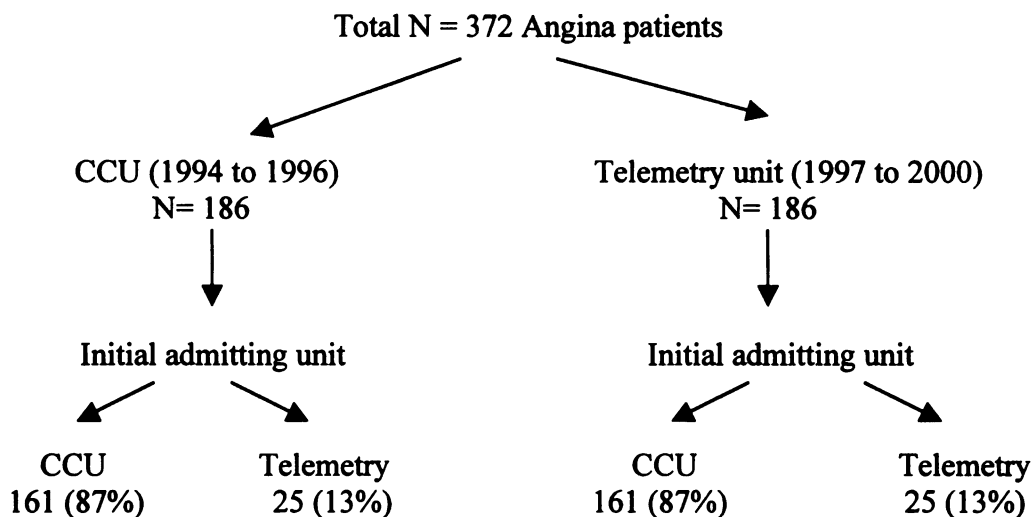 Total N = 372 Angina patients
CCU (1994 to 1996)
N= 186
Telemetry unit (1997 to 2000)
N= 186
Initial admitting unit
Initial admitting unit
CCU
161 (87%)
Telemetry
25 (13%)
CCU
161 (87%)
Telemetry
25 (13%)